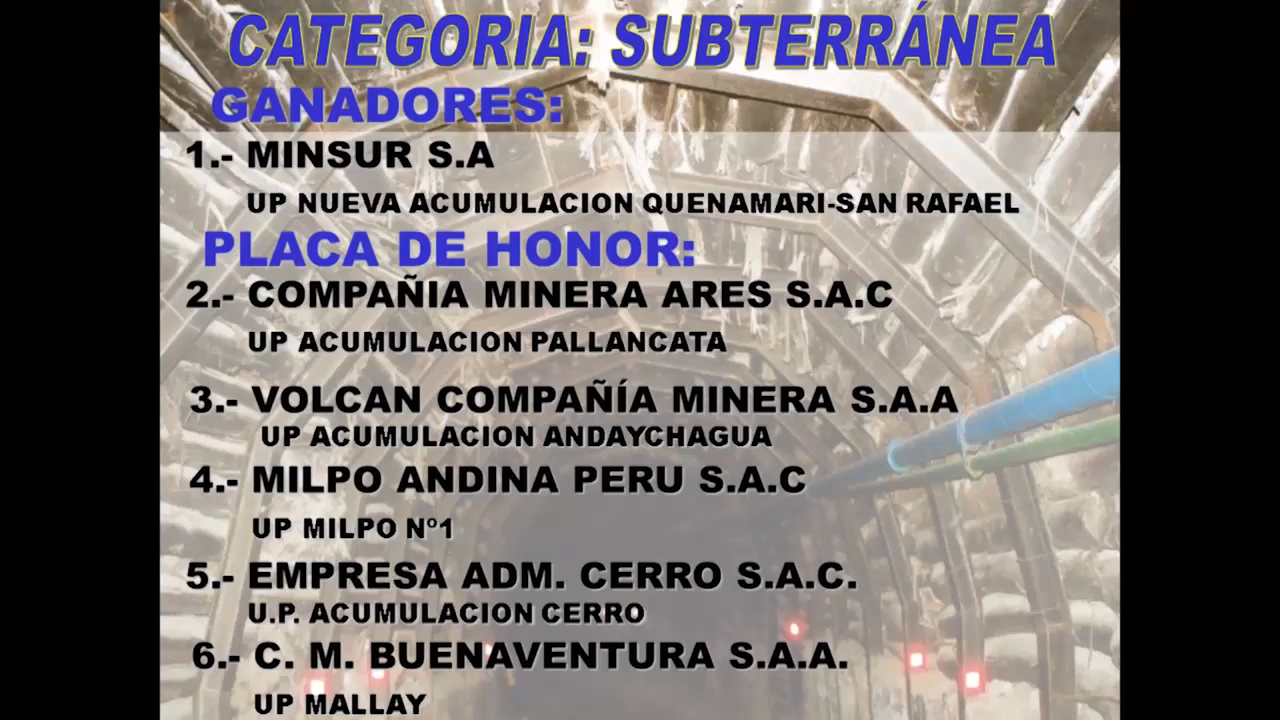 CATEGORIA: SUBTERRÁNEA
GANADORES:
1.- MINSUR S.A
UP NUEVA ACUMULACION QUENAMARI-SAN RAFAEL
PLACA DE HONOR:
2.- COMPAÑIA MINERA ARES S.A.C
UP ACUMULACION PALLANCATA
3.- VOLCAN COMPAÑÍA MINERA S.A.A
UP ACUMULACION ANDAYCHAGUA
4.- MILPO ANDINA PERU S.A.C
UP MILPO Nº1
5.- EMPRESA ADM. CERRO S.A.C.
U.P. ACUMULACION CERRO
6.- C. M. BUENAVENTURA S.A.A.
UP MALLAY